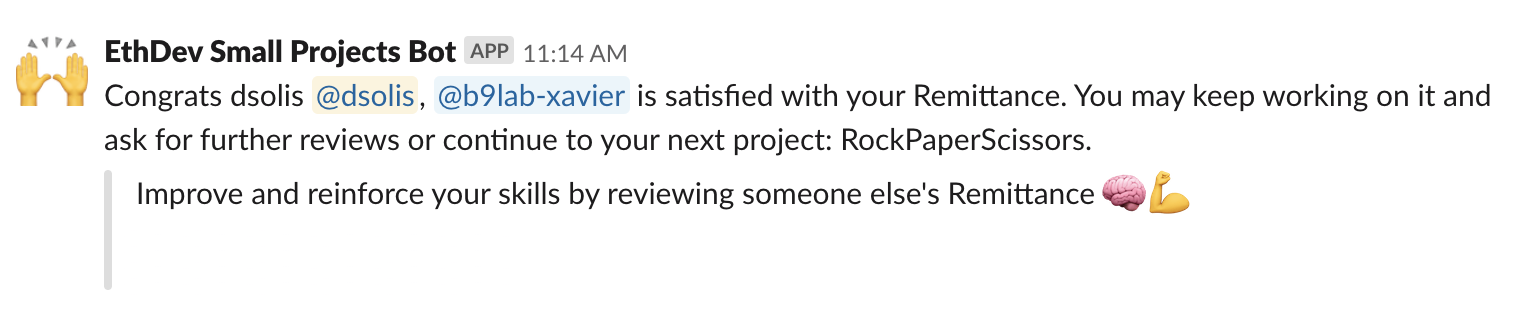 EthDev Small Projects Bot APP 11:14 AM
Congrats dsolis @dsolis, @b9lab-xavier is satisfied with your Remittance. You may keep working on it and
ask for further reviews or continue to your next project: RockPaperScissors.
Improve and reinforce your skills by reviewing someone else's Remittance 🧠💪